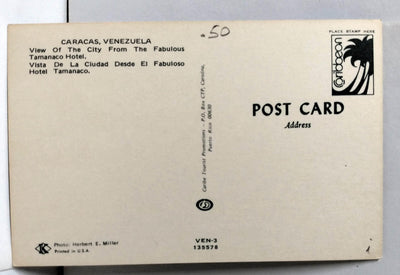 CARACAS, VENEZUELA
View Of The City From The Fabulous
Tamanaco Hotel.
Vista De La Ciudad Desde El Fabuloso
Hotel Tamanaco.
50
PLACE STAMP HERE
Caribbean
POST CARD
Address
Caribe Tourist Promotions - P.O. Box CTP, Carolina,
Puerto Rico 00630
K
Photo: Herbert E. Miller
Printed in U.S.A.
VEN-3
135578